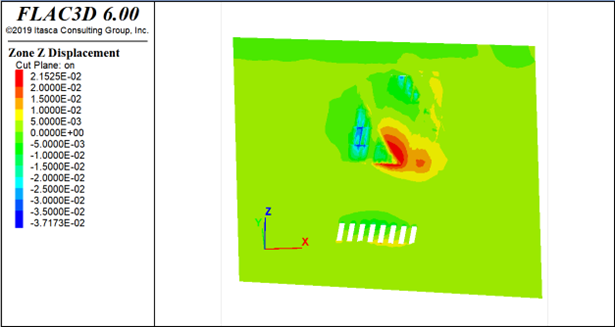 FLAC3D 6.00
©2019 Itasca Consulting Group, Inc.
Zone Z Displacement
Cut Plane: on
2.1525E-02
2.0000E-02
1.5000E-02
1.0000E-02
5.0000E-03
0.0000E+00
-5.0000E-03
-1.0000E-02
-1.5000E-02
-2.0000E-02
-2.5000E-02
-3.0000E-02
-3.5000E-02
-3.7173E-02
Z
Y
X